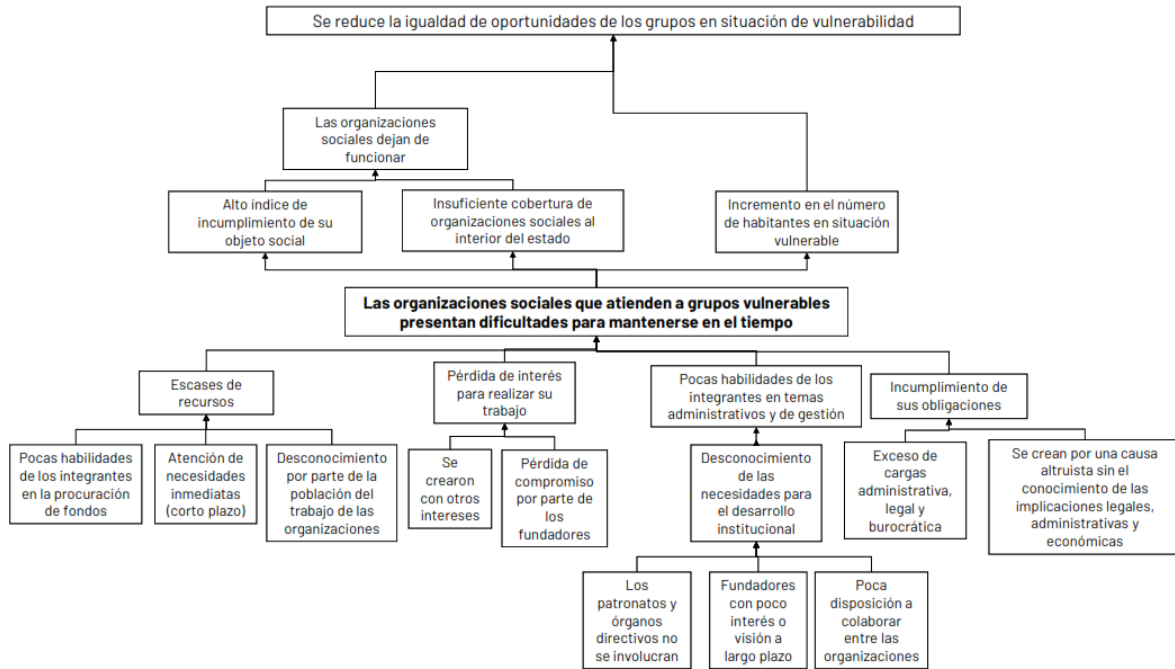 Se reduce la igualdad de oportunidades de los grupos en situación de vulnerabilidad
Las organizaciones
sociales dejan de
funcionar
Alto índice de
incumplimiento de su
objeto social
Insuficiente cobertura de
organizaciones sociales al
interior del estado
Incremento en el número
de habitantes en situación
vulnerable
Las organizaciones sociales que atienden a grupos vulnerables
presentan dificultades para mantenerse en el tiempo
Escases de
recursos
Pérdida de interés
para realizar su
trabajo
Pocas habilidades de los
integrantes en temas
administrativos y de gestión
Incumplimiento de
sus obligaciones
Pocas habilidades
de los integrantes
en la procuración
de fondos
Atención de
necesidades
inmediatas
(corto plazo)
Desconocimiento
por parte de la
población del
trabajo de las
organizaciones
Se
crearon
con otros
intereses
Pérdida de
compromiso
por parte de
los
fundadores
Desconocimiento
de las
necesidades para
el desarrollo
institucional
Exceso de
cargas
administrativa,
legal y
burocrática
Se crean por una causa
altruista sin el
conocimiento de las
implicaciones legales,
administrativas y
económicas
Los
patronatos y
órganos
directivos no
se involucran
Fundadores
con poco
interés o
visión a
largo plazo
Poca
disposición a
colaborar
entre las
organizaciones